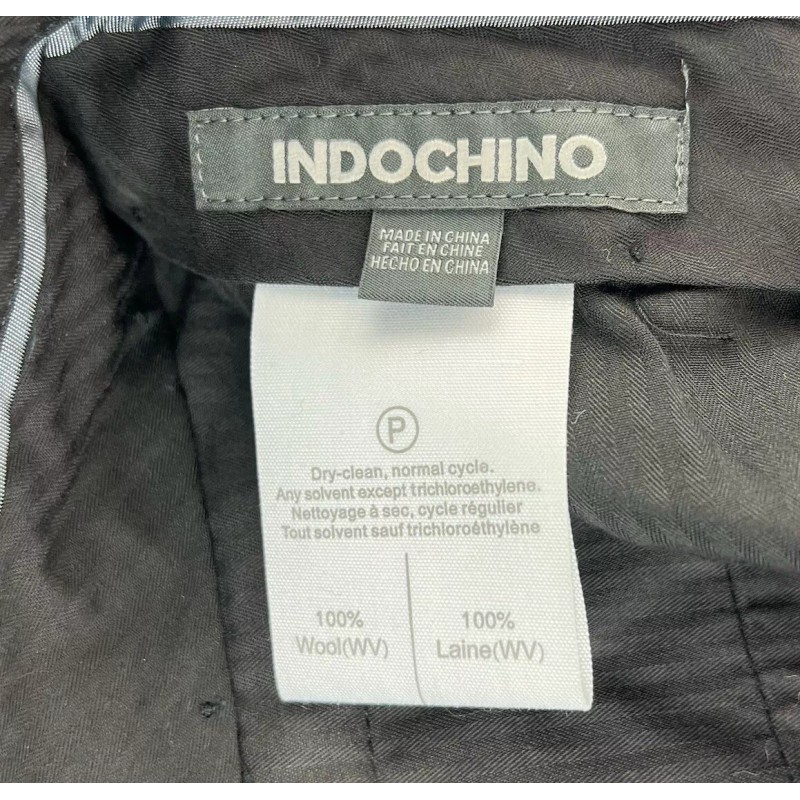 INDOCHINO
MADE IN CHINA
FAIT EN CHINE
HECHO EN CHINA
P
Dry-clean, normal cycle.
Any solvent except trichloroethylene.
Nettoyage à sec, cycle régulier
Tout solvent sauf trichloroéthylène
100%
Wool(WV)
100%
Laine(WV)